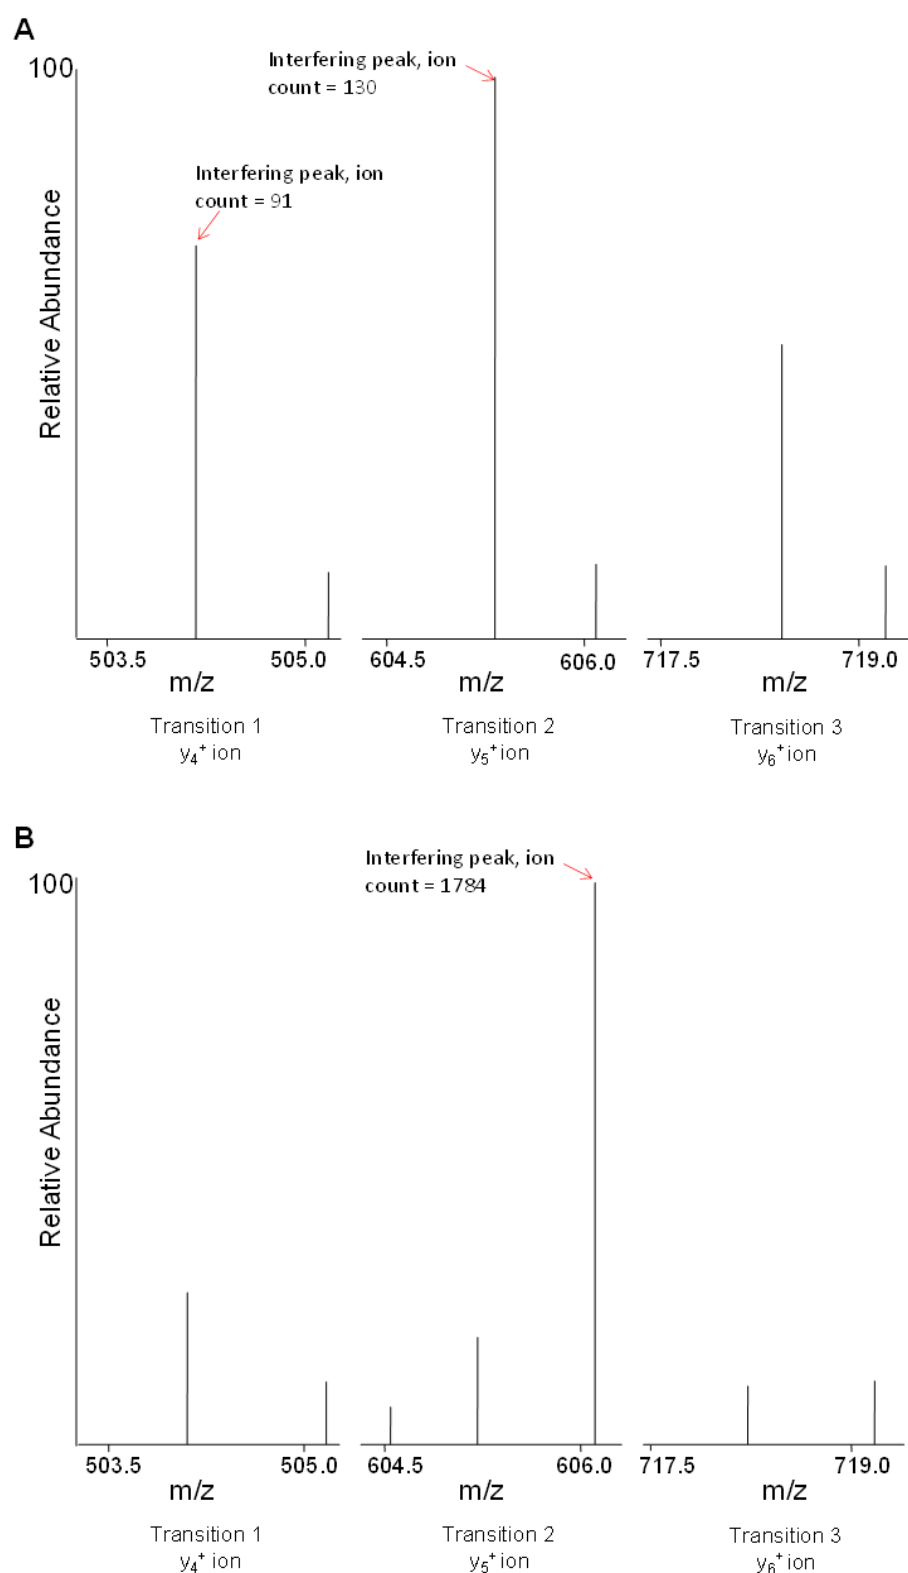 A
100
Interfering peak, ion
count = 130
Interfering peak, ion
count = 91
Relative Abundance
503.5 505.0 604.5 606.0 717.5 719.0
m/z m/z m/z
Transition 1 Transition 2 Transition 3
y₄⁺ ion y₅⁺ ion y₆⁺ ion
B
Interfering peak, ion
100
count = 1784
Relative Abundance
503.5 505.0 604.5 606.0 717.5 719.0
m/z m/z m/z
Transition 1 Transition 2 Transition 3
y₄⁺ ion y₅⁺ ion y₆⁺ ion